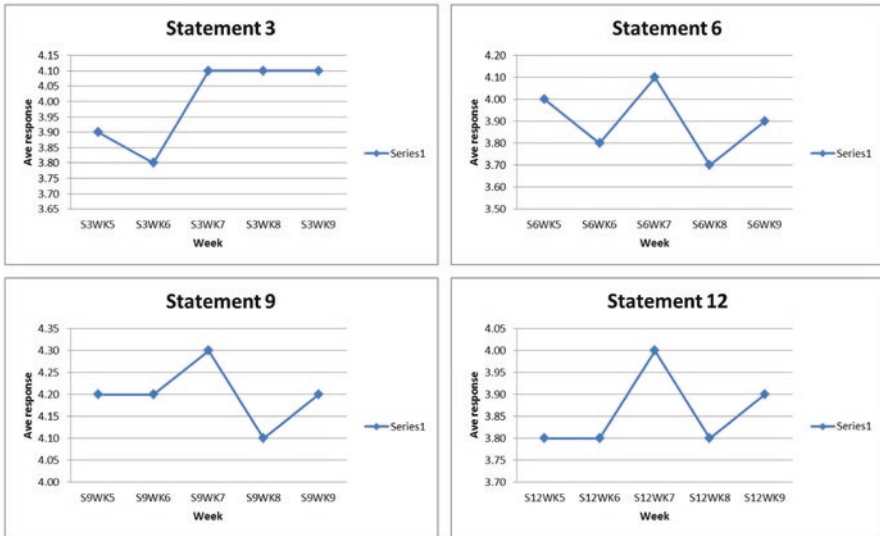 Statement 3
4.15
4.10
4.05
4.00
3.95
3.90
3.85
3.80
3.75
3.70
3.65
Ave response
S3WK5 S3WK6 S3WK7 S3WK8 S3WK9
Week
Series1
Statement 6
4.20
4.10
4.00
3.90
3.80
3.70
3.60
3.50
Ave response
S6WK5 S6WK6 S6WK7 S6WK8 S6WK9
Week
Series1
Statement 9
4.35
4.30
4.25
4.20
4.15
4.10
4.05
4.00
Ave response
S9WK5 S9WK6 S9WK7 S9WK8 S9WK9
Week
Series1
Statement 12
4.05
4.00
3.95
3.90
3.85
3.80
3.75
3.70
Ave response
S12WK5 S12WK6 S12WK7 S12WK8 S12WK9
Week
Series1